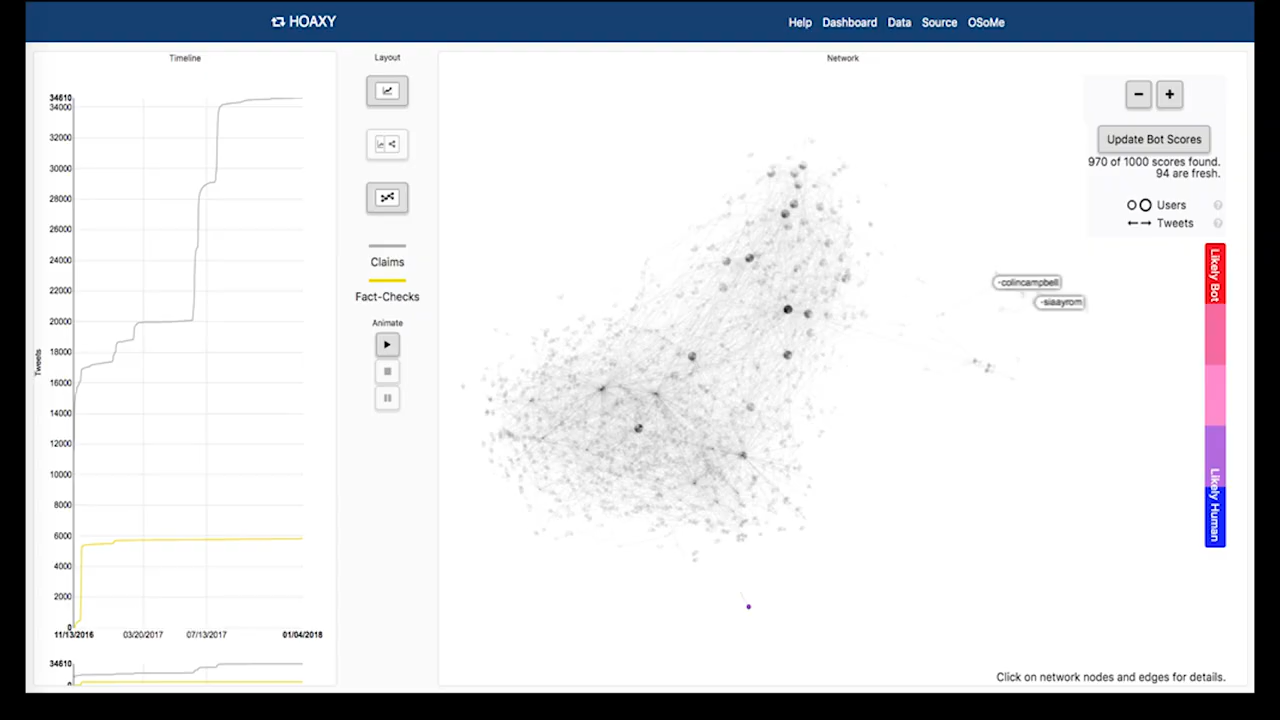 HOAXY
Help Dashboard Data Source OSoMe
Timeline
34610
34000
32000
30000
28000
26000
24000
22000
20000
18000
16000
14000
12000
10000
8000
6000
4000
2000
0
Tweets
11/13/2016 03/20/2017 07/13/2017 01/04/2018
34610
0
Layout
Claims
Fact-Checks
Animate
Network
- +
Update Bot Scores
970 of 1000 scores found.
94 are fresh.
Users ?
Tweets ?
Likely Bot
Likely Human
-colincampbell
-siaayrom
Click on network nodes and edges for details.